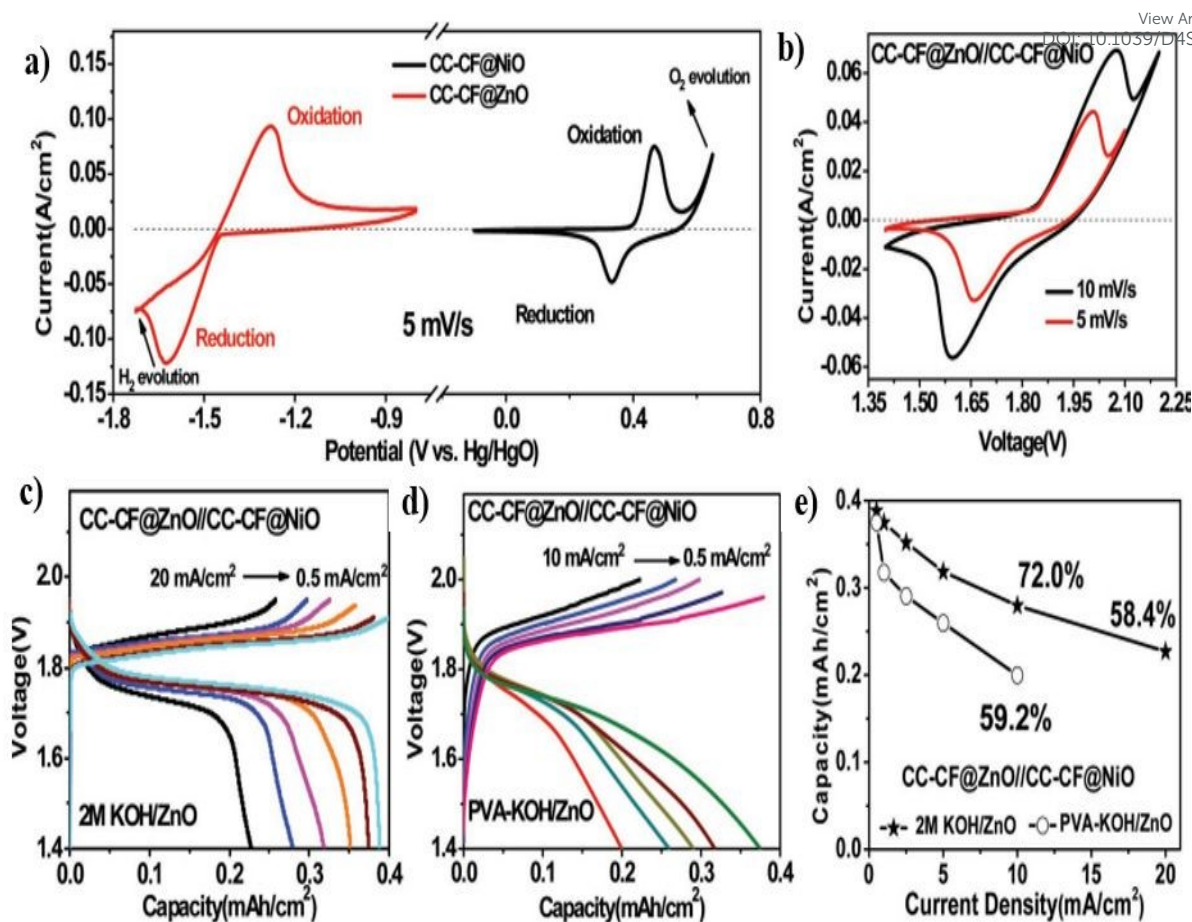 View Ar
DOI: 10.1039/D4S
a)
0.15
0.10
0.05
0.00
-0.05
-0.10
-0.15
Current(A/cm²)
CC-CF@NiO
CC-CF@ZnO
Oxidation
Reduction
H₂ evolution
O₂ evolution
Oxidation
Reduction
5 mV/s
-1.8
-1.5
-1.2
-0.9
0.0
0.4
0.8
Potential (V vs. Hg/HgO)
b)
CC-CF@ZnO//CC-CF@NiO
0.06
0.04
0.02
0.00
-0.02
-0.04
-0.06
Current(A/cm²)
10 mV/s
5 mV/s
1.35
1.50
1.65
1.80
1.95
2.10
2.25
Voltage(V)
c)
CC-CF@ZnO//CC-CF@NiO
20 mA/cm² → 0.5 mA/cm²
2.0
1.8
1.6
1.4
Voltage(V)
2M KOH/ZnO
0.0
0.1
0.2
0.3
0.4
Capacity(mAh/cm²)
d)
CC-CF@ZnO//CC-CF@NiO
10 mA/cm² → 0.5 mA/cm²
2.0
1.8
1.6
1.4
Voltage(V)
PVA-KOH/ZnO
0.0
0.1
0.2
0.3
0.4
Capacity(mAh/cm²)
e)
0.4
0.3
0.2
0.1
0.0
Capacity(mAh/cm²)
72.0%
58.4%
59.2%
CC-CF@ZnO//CC-CF@NiO
2M KOH/ZnO
PVA-KOH/ZnO
0
5
10
15
20
Current Density(mA/cm²)